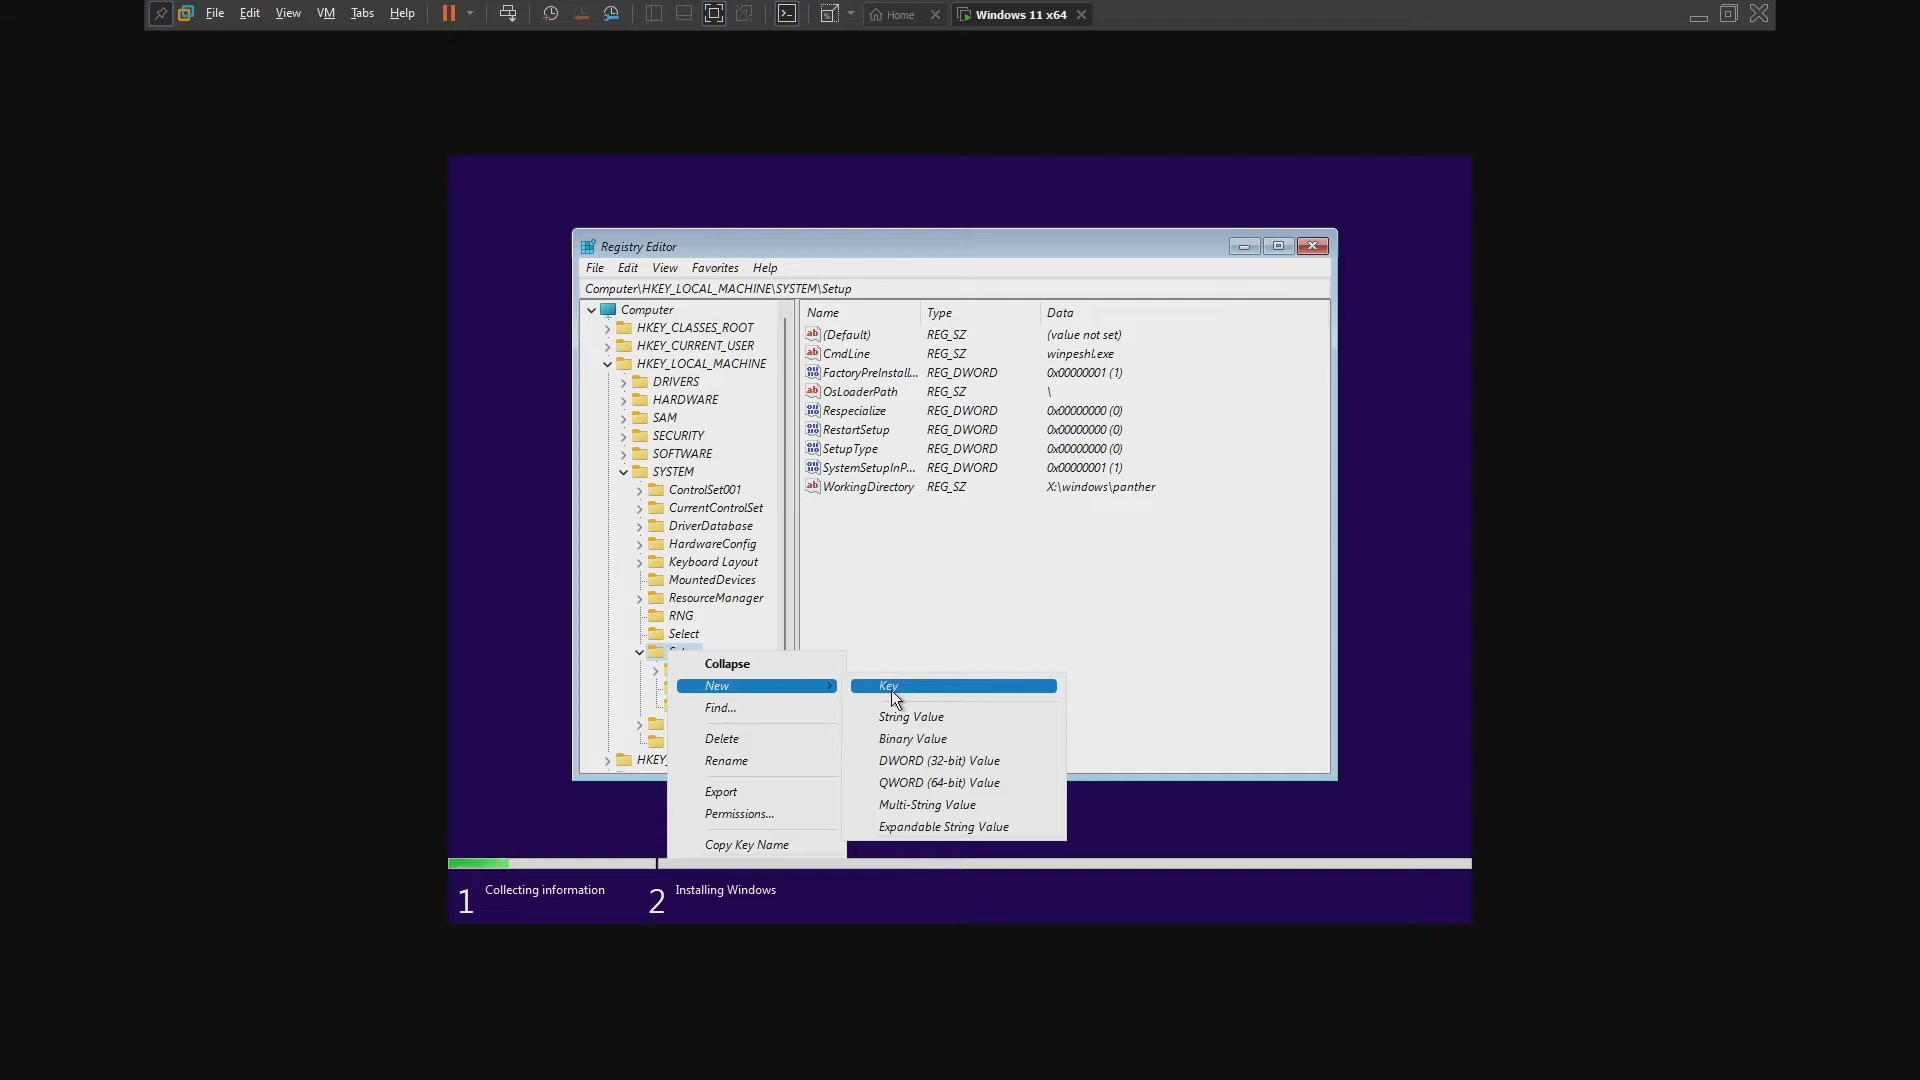 File Edit View VM Tabs Help Home Windows 11 x64
Registry Editor
File Edit View Favorites Help
Computer\HKEY_LOCAL_MACHINE\SYSTEM\Setup
Computer
HKEY_CLASSES_ROOT
HKEY_CURRENT_USER
HKEY_LOCAL_MACHINE
DRIVERS
HARDWARE
SAM
SECURITY
SOFTWARE
SYSTEM
ControlSet001
CurrentControlSet
DriverDatabase
HardwareConfig
Keyboard Layout
MountedDevices
ResourceManager
RNG
Select
HKEY_
Name Type Data
(Default) REG_SZ (value not set)
CmdLine REG_SZ winpeshl.exe
FactoryPreInstall... REG_DWORD 0x00000001 (1)
OsLoaderPath REG_SZ \
Respecialize REG_DWORD 0x00000000 (0)
RestartSetup REG_DWORD 0x00000000 (0)
SetupType REG_DWORD 0x00000000 (0)
SystemSetupInP... REG_DWORD 0x00000001 (1)
WorkingDirectory REG_SZ X:\windows\panther
Collapse
New
Find...
Delete
Rename
Export
Permissions...
Copy Key Name
Key
String Value
Binary Value
DWORD (32-bit) Value
QWORD (64-bit) Value
Multi-String Value
Expandable String Value
1 Collecting information 2 Installing Windows